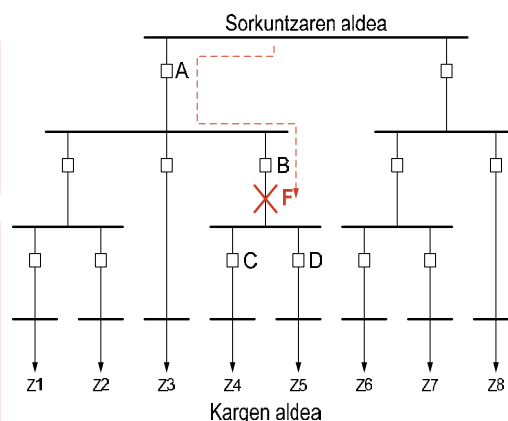 Sorkuntzaren aldea
A
B
F
C
D
Z1 Z2 Z3 Z4 Z5 Z6 Z7 Z8
Kargen aldea